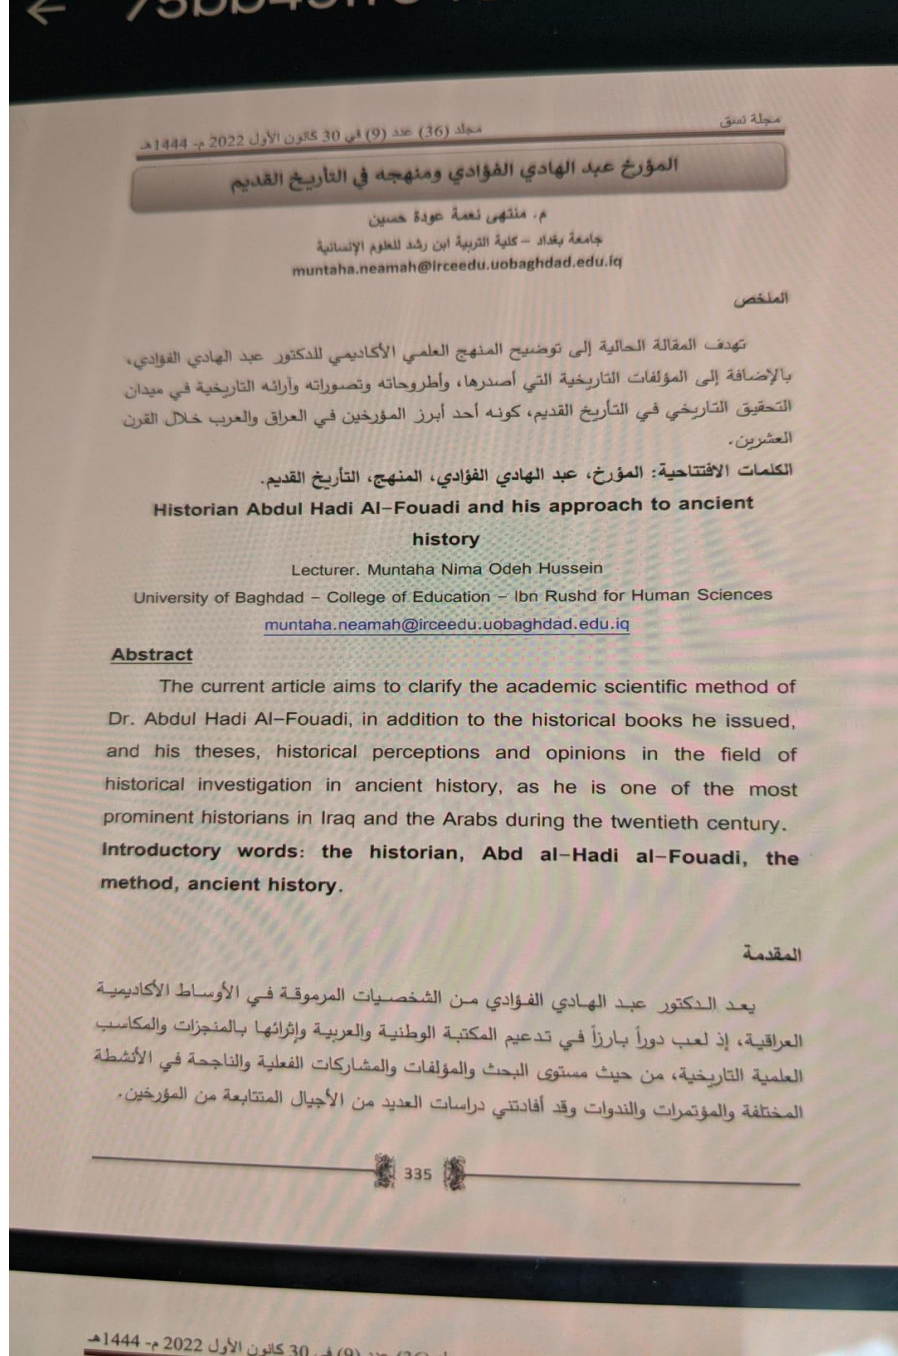 مجلة نسق
مجلد (36) عدد (9) في 30 كانون الأول 2022 م- 1444هـ
المؤرخ عبد الهادي الفؤادي ومنهجه في التأريخ القديم
م. منتهى نعمة عودة حسين
جامعة بغداد – كلية التربية ابن رشد للعلوم الإنسانية
muntaha.neamah@irceedu.uobaghdad.edu.iq
الملخص
تهدف المقالة الحالية إلى توضيح المنهج العلمي الأكاديمي للدكتور عبد الهادي الفؤادي،
بالإضافة إلى المؤلفات التاريخية التي أصدرها، وأطروحاته وتصوراته وآرائه التاريخية في ميدان
التحقيق التاريخي في التأريخ القديم، كونه أحد أبرز المؤرخين في العراق والعرب خلال القرن
العشرين.
الكلمات الافتتاحية: المؤرخ، عبد الهادي الفؤادي، المنهج، التأريخ القديم.
Historian Abdul Hadi Al-Fouadi and his approach to ancient
history
Lecturer. Muntaha Nima Odeh Hussein
University of Baghdad – College of Education – Ibn Rushd for Human Sciences
muntaha.neamah@irceedu.uobaghdad.edu.iq
Abstract
The current article aims to clarify the academic scientific method of
Dr. Abdul Hadi Al-Fouadi, in addition to the historical books he issued,
and his theses, historical perceptions and opinions in the field of
historical investigation in ancient history, as he is one of the most
prominent historians in Iraq and the Arabs during the twentieth century.
Introductory words: the historian, Abd al-Hadi al-Fouadi, the
method, ancient history.
المقدمة
يعد الدكتور عبد الهادي الفؤادي من الشخصيات المرموقة في الأوساط الأكاديمية
العراقية، إذ لعب دوراً بارزاً في تدعيم المكتبة الوطنية والعربية وإثرائها بالمنجزات والمكاسب
العلمية التاريخية، من حيث مستوى البحث والمؤلفات والمشاركات الفعلية والناجحة في الأنشطة
المختلفة والمؤتمرات والندوات وقد أفادتني دراسات العديد من الأجيال المتتابعة من المؤرخين.
335
في 30 كانون الأول 2022 م- 1444هـ